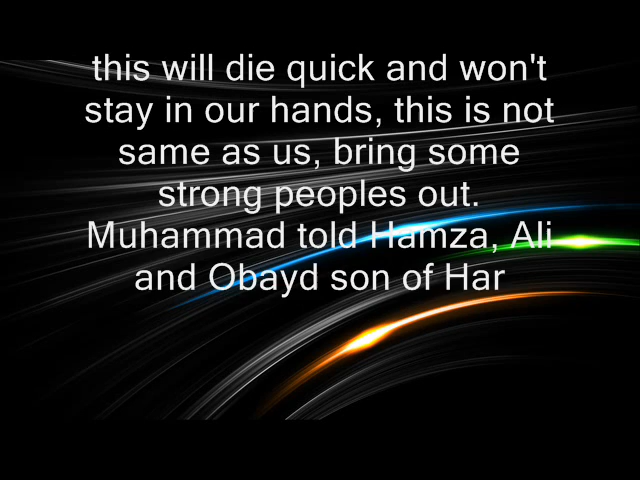 this will die quick and won't
stay in our hands, this is not
same as us, bring some
strong peoples out.
Muhammad told Hamza, Ali
and Obayd son of Har